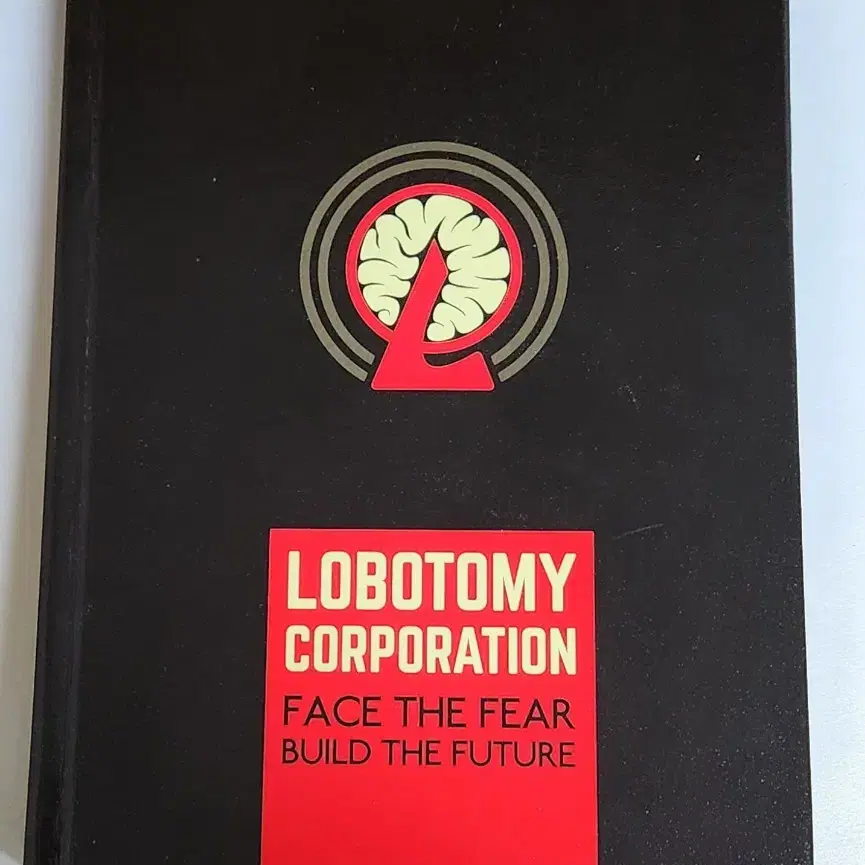 LOBOTOMY
CORPORATION
FACE THE FEAR
BUILD THE FUTURE